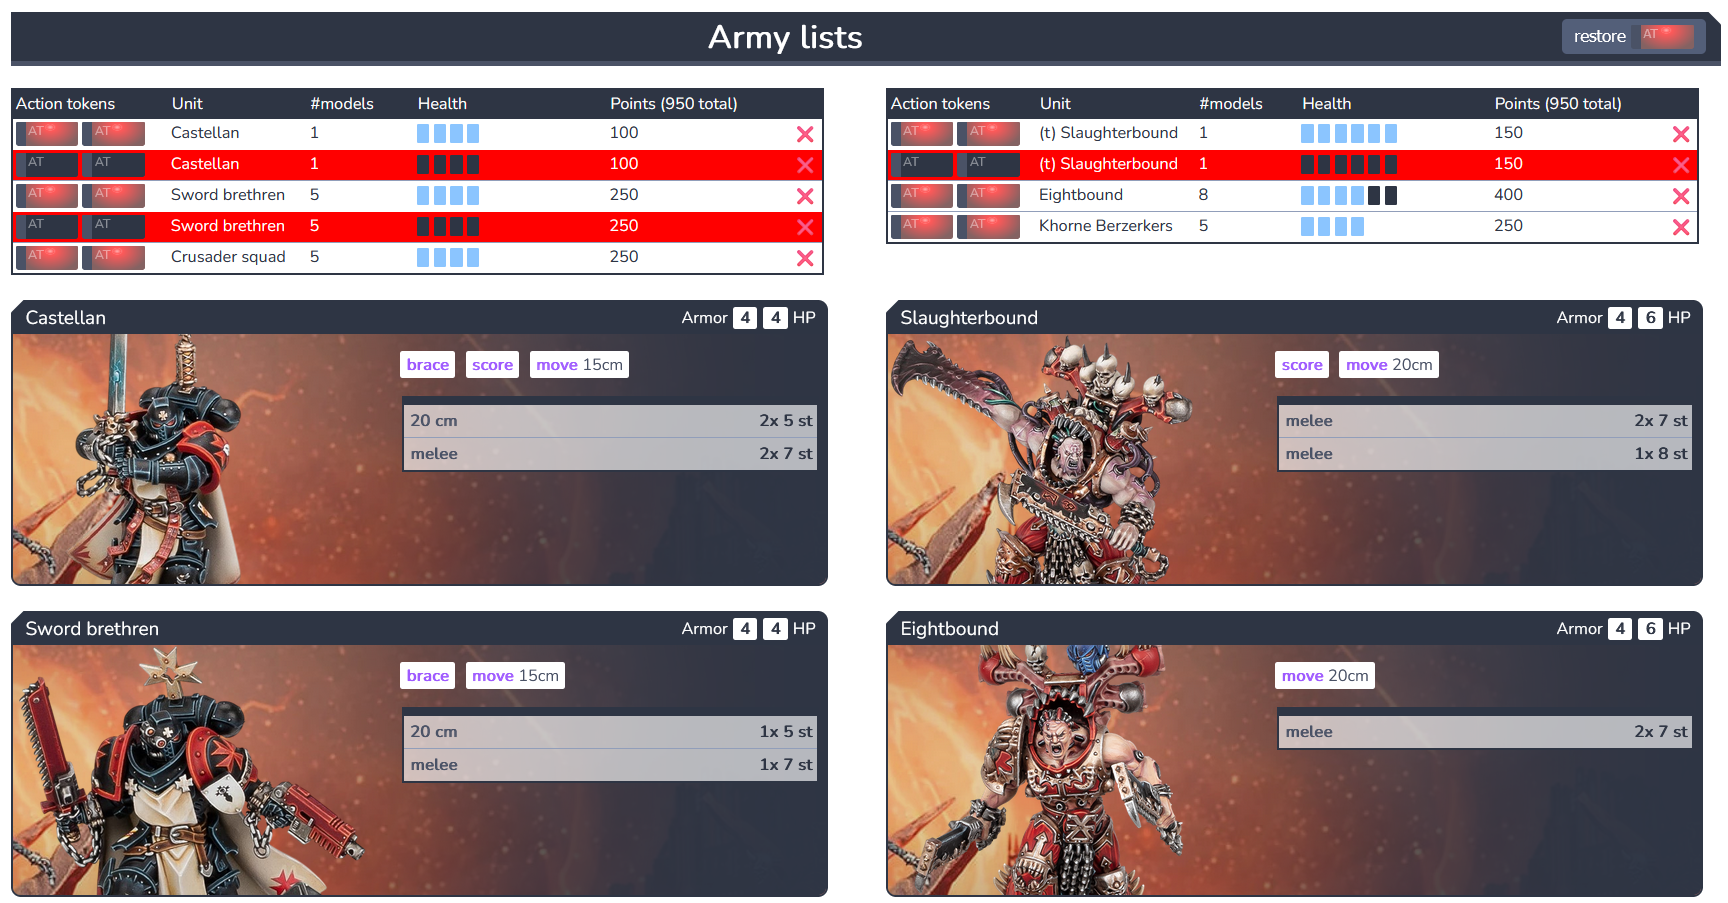 Army lists
restore AT
Action tokens Unit #models Health Points (950 total)
AT AT Castellan 1 100
AT AT Castellan 1 100
AT AT Sword brethren 5 250
AT AT Sword brethren 5 250
AT AT Crusader squad 5 250
Action tokens Unit #models Health Points (950 total)
AT AT (t) Slaughterbound 1 150
AT AT (t) Slaughterbound 1 150
AT AT Eightbound 8 400
AT AT Khorne Berzerkers 5 250
Castellan Armor 4 4 HP
brace score move 15cm
20 cm 2x 5 st
melee 2x 7 st
Slaughterbound Armor 4 6 HP
score move 20cm
melee 2x 7 st
melee 1x 8 st
Sword brethren Armor 4 4 HP
brace move 15cm
20 cm 1x 5 st
melee 1x 7 st
Eightbound Armor 4 6 HP
move 20cm
melee 2x 7 st